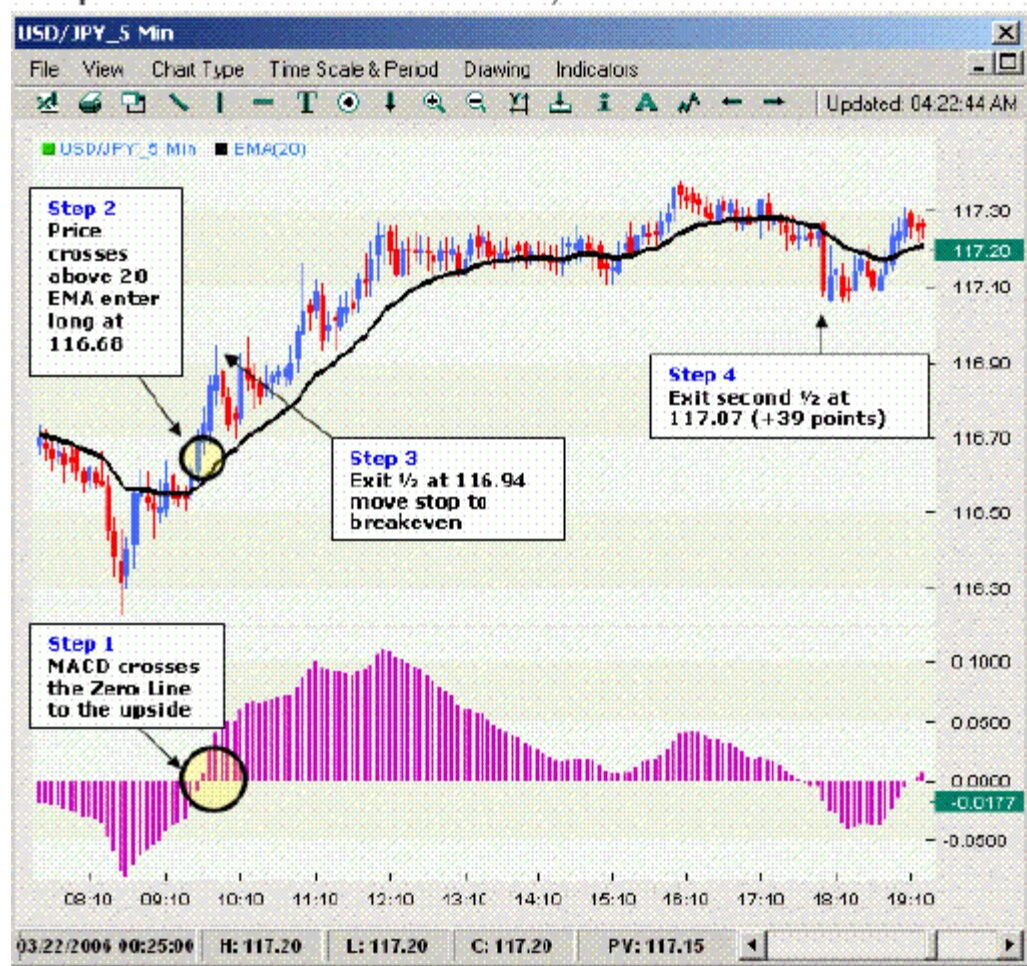 USD/JPY_5 Min
File View Chart Type Time Scale & Period Drawing Indicators
Updated: 04:22:44 AM
USD/JPY_5 Min EMA(20)
Step 2
Price
crosses
above 20
EMA enter
long at
116.68
117.30
117.20
117.10
116.90
116.70
116.50
116.30
Step 4
Exit second ½ at
117.07 (+39 points)
Step 3
Exit ½ at 116.94
move stop to
breakeven
Step 1
MACD crosses
the Zero Line
to the upside
0.1000
0.0500
0.0000
-0.0177
-0.0500
08:10 09:10 10:10 11:10 12:10 13:10 14:10 15:10 16:10 17:10 18:10 19:10
03/22/2006 00:25:00 H: 117.20 L: 117.20 C: 117.20 PV: 117.15